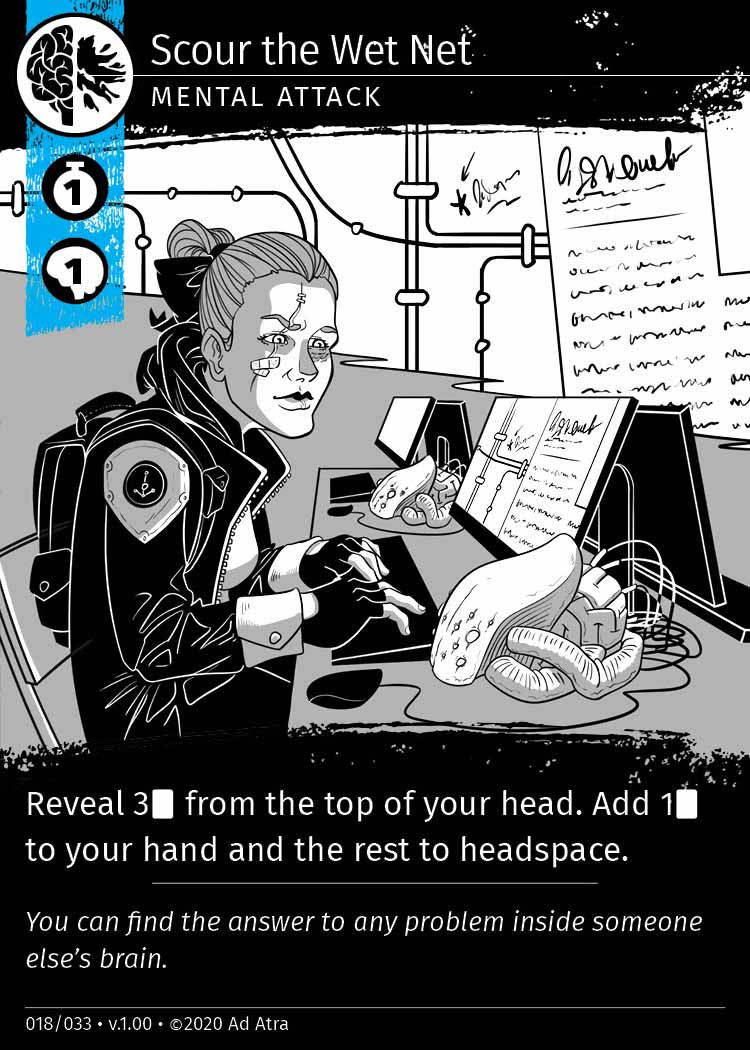 Scour the Wet Net
MENTAL ATTACK
1
1
Reveal 3 from the top of your head. Add 1
to your hand and the rest to headspace.
You can find the answer to any problem inside someone
else’s brain.
018/033 • v.1.00 • ©2020 Ad Atra